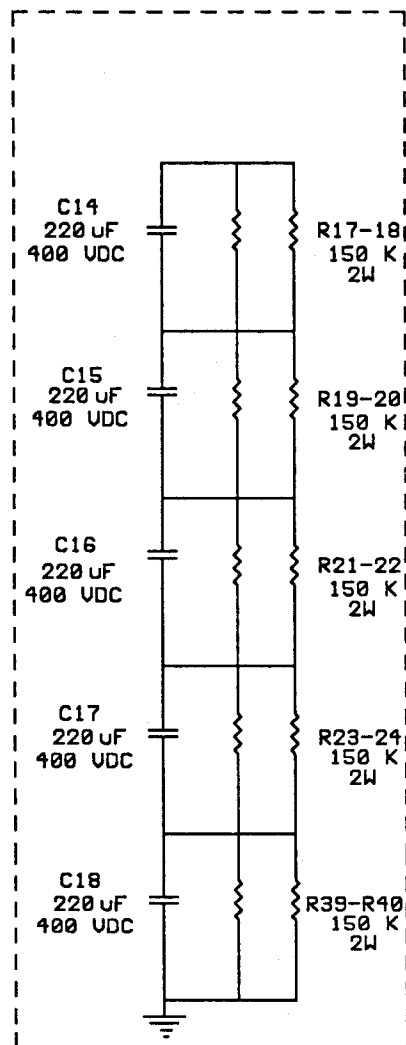 C14
220 uF
400 VDC
R17-18
150 K
2W
C15
220 uF
400 VDC
R19-20
150 K
2W
C16
220 uF
400 VDC
R21-22
150 K
2W
C17
220 uF
400 VDC
R23-24
150 K
2W
C18
220 uF
400 VDC
R39-R40
150 K
2W